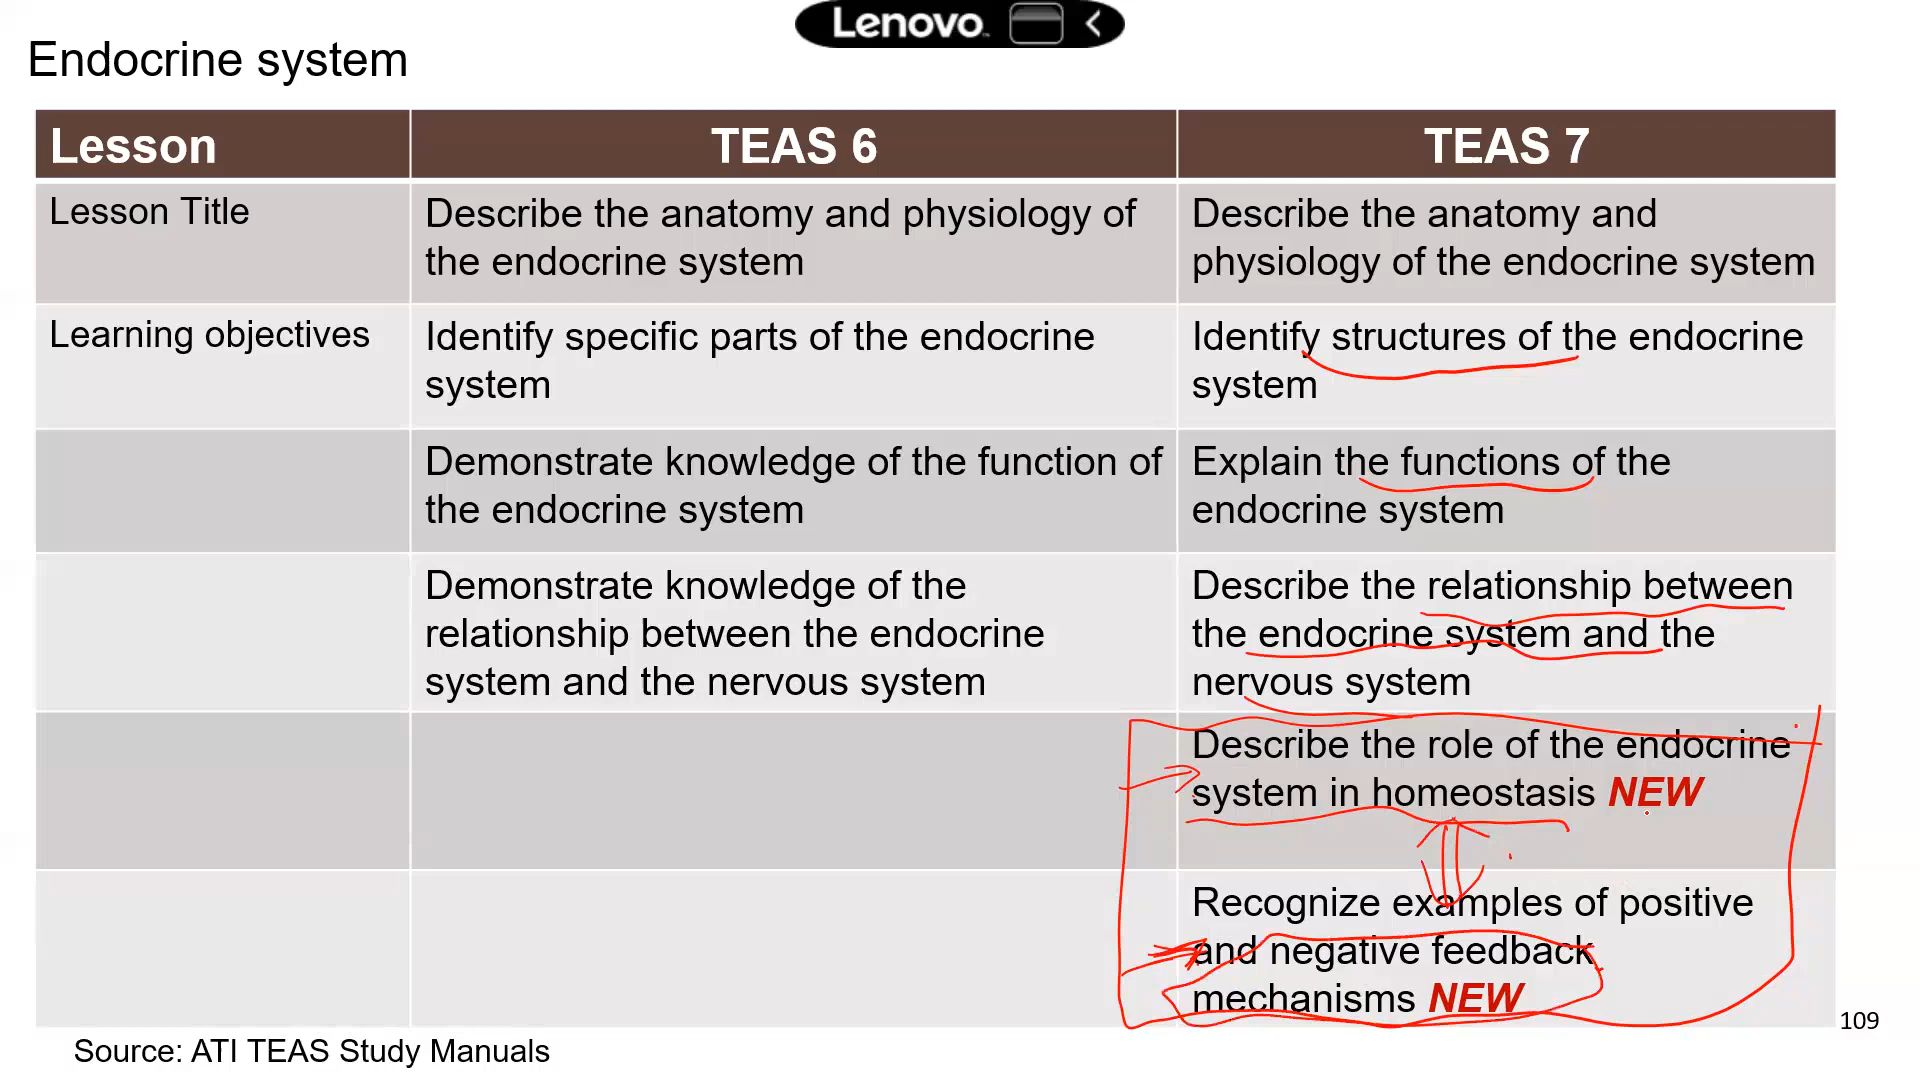 Lenovo
Endocrine system
Lesson
TEAS 6
TEAS 7
Lesson Title
Describe the anatomy and physiology of
the endocrine system
Describe the anatomy and
physiology of the endocrine system
Learning objectives
Identify specific parts of the endocrine
system
Identify structures of the endocrine
system
Demonstrate knowledge of the function of
the endocrine system
Explain the functions of the
endocrine system
Demonstrate knowledge of the
relationship between the endocrine
system and the nervous system
Describe the relationship between
the endocrine system and the
nervous system
Describe the role of the endocrine
system in homeostasis NEW
Recognize examples of positive
and negative feedback
mechanisms NEW
109
Source: ATI TEAS Study Manuals